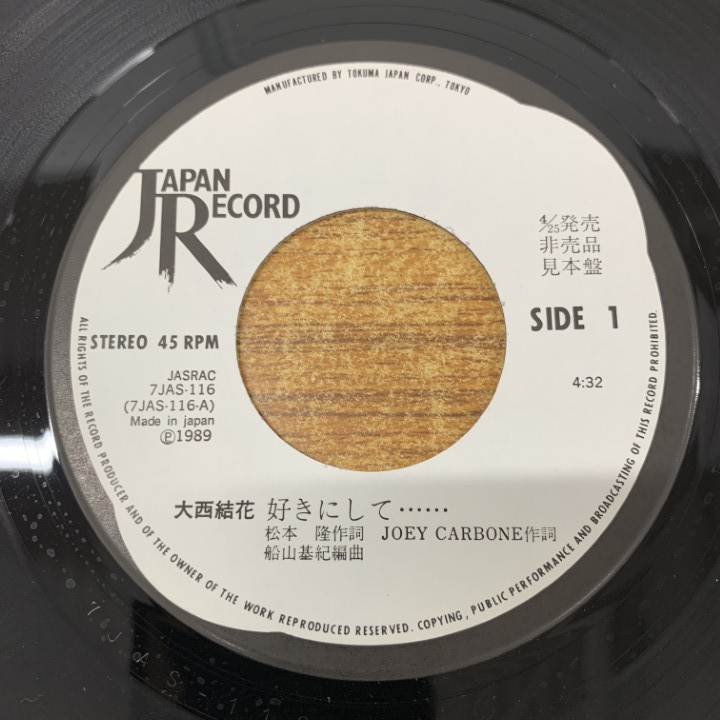 MANUFACTURED BY TOKUMA JAPAN CORP., TOKYO
JAPAN
RECORD
4/25発売
非売品
見本盤
SIDE 1
STEREO 45 RPM
4:32
JASRAC
7JAS-116
(7JAS-116-A)
Made in japan
Ⓟ1989
大西結花 好きにして……
松本 隆作詞 JOEY CARBONE作詞
船山基紀編曲
ALL RIGHTS OF THE RECORD PRODUCER AND OF THE OWNER OF THE WORK REPRODUCED RESERVED. COPYING, PUBLIC PERFORMANCE AND BROADCASTING OF THIS RECORD PROHIBITED.
7JAS-11